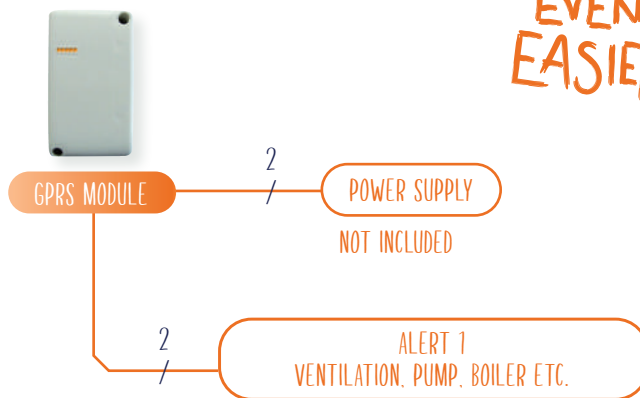 EVEN
EASIE
2
GPRS MODULE
POWER SUPPLY
NOT INCLUDED
2
ALERT 1
VENTILATION, PUMP, BOILER ETC.